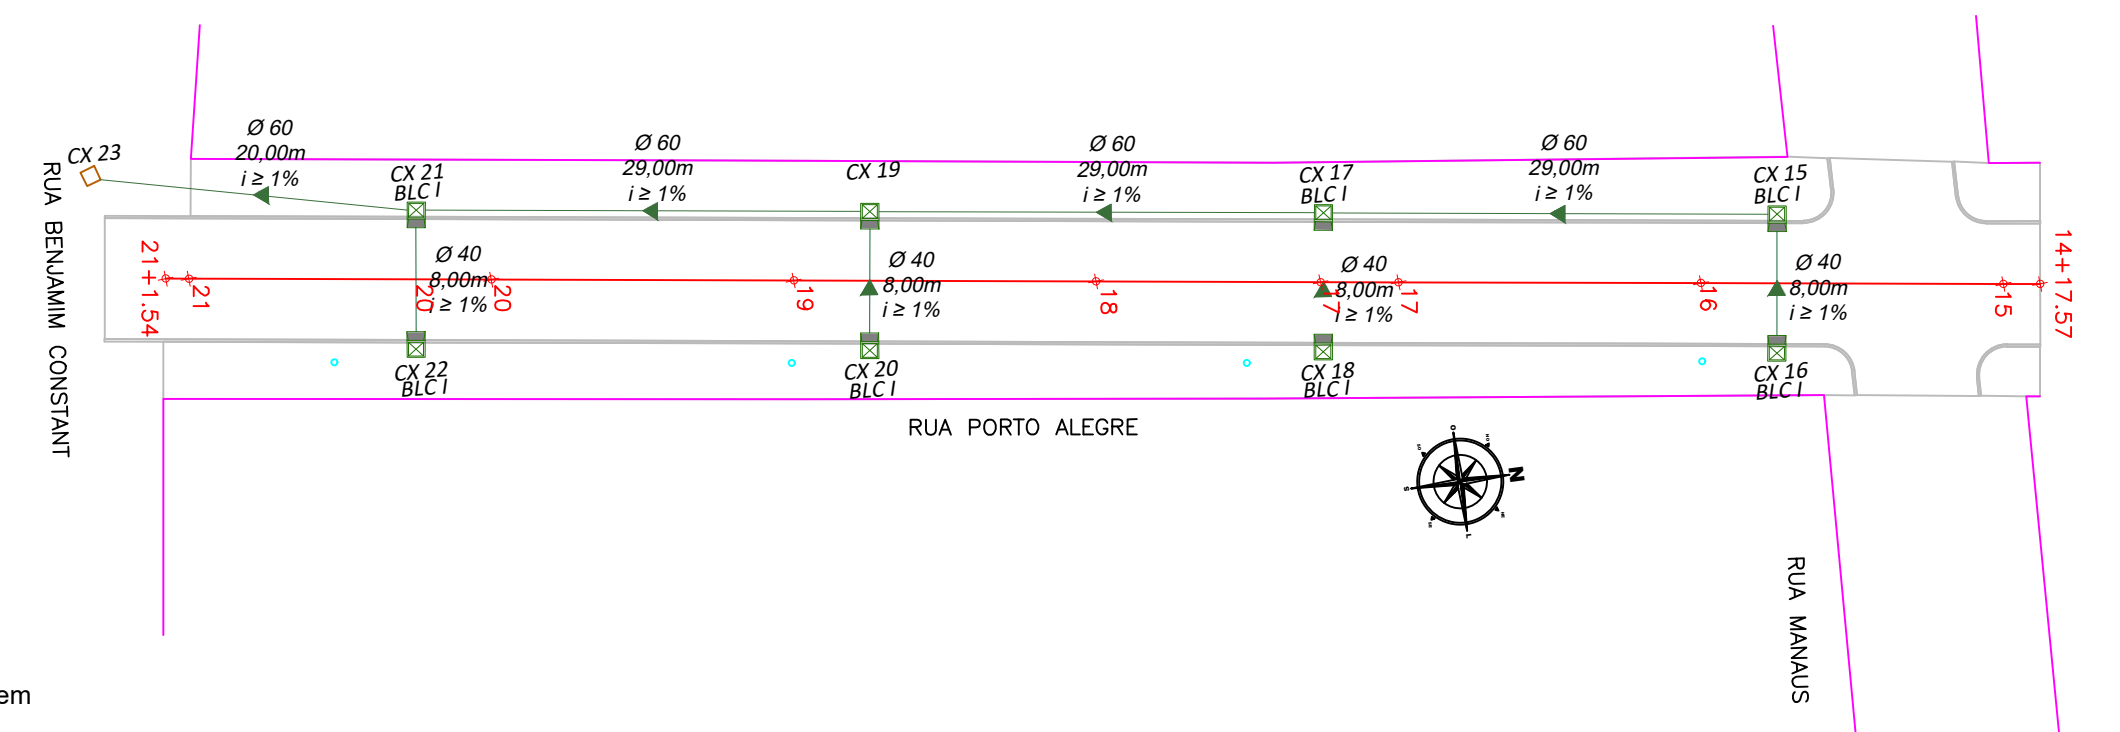 Ø 60
20,00m
i ≥ 1%
Ø 60
29,00m
i ≥ 1%
Ø 60
29,00m
i ≥ 1%
Ø 60
29,00m
i ≥ 1%
CX 23
CX 21
BLC I
CX 19
CX 17
BLC I
CX 15
BLC I
RUA BENJAMIM CONSTANT
21+1.54
21
20
Ø 40
8,00m
i ≥ 1%
20
19
Ø 40
8,00m
i ≥ 1%
18
17
Ø 40
8,00m
i ≥ 1%
17
16
Ø 40
8,00m
i ≥ 1%
15
14+17.57
CX 22
BLC I
CX 20
BLC I
CX 18
BLC I
CX 16
BLC I
RUA PORTO ALEGRE
N
S
O
L
RUA MANAUS
em